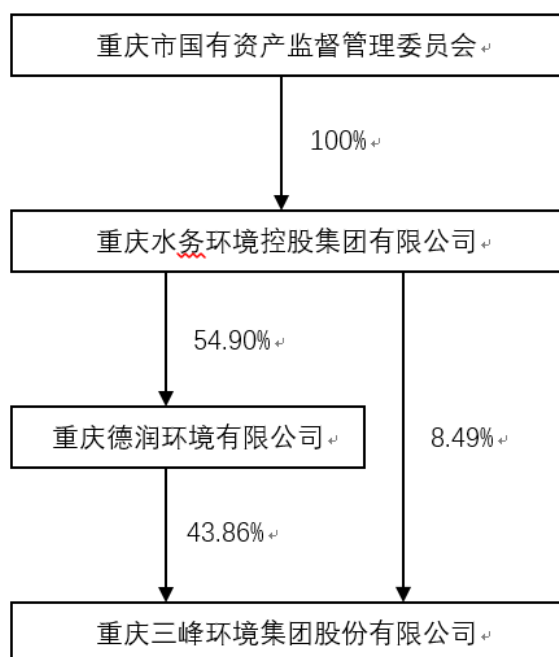 重庆市国有资产监督管理委员会
100%
重庆水务环境控股集团有限公司
54.90%
重庆德润环境有限公司
8.49%
43.86%
重庆三峰环境集团股份有限公司